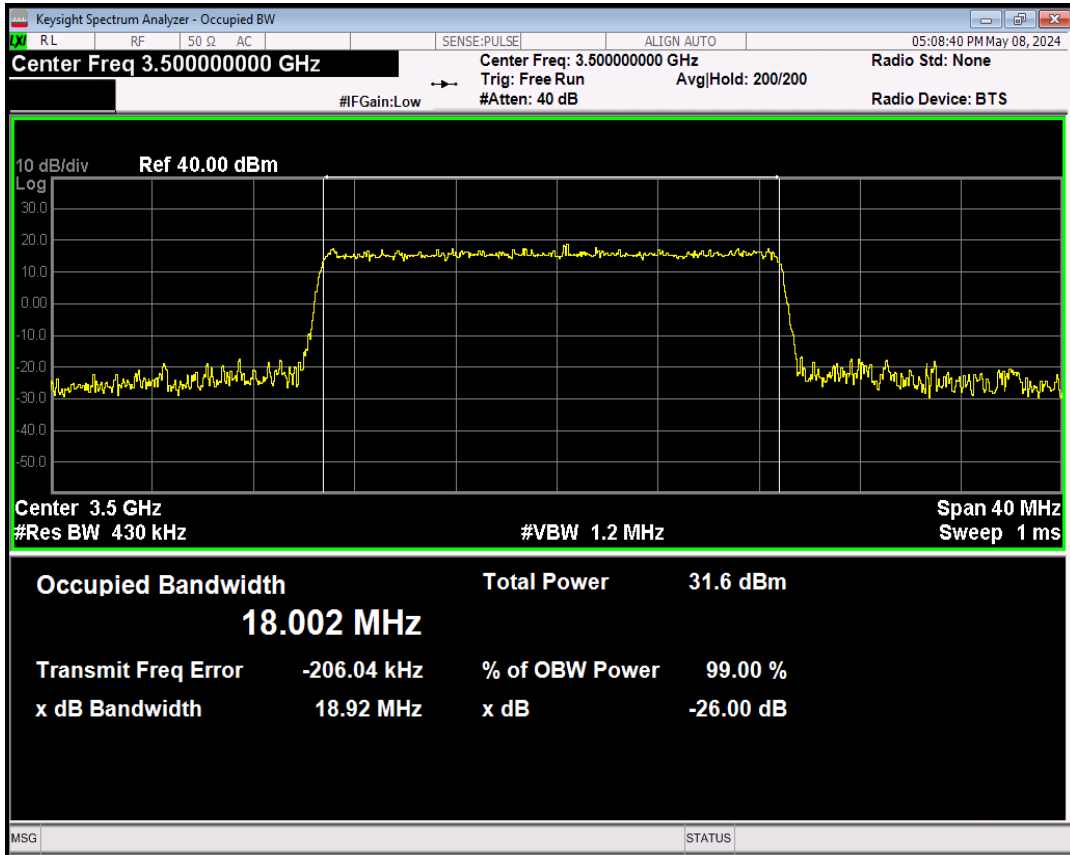 Keysight Spectrum Analyzer - Occupied BW
LXI RL RF 50 Ω AC SENSE:PULSE ALIGN AUTO 05:08:40 PM May 08, 2024
Center Freq 3.500000000 GHz Center Freq: 3.500000000 GHz Radio Std: None
Trig: Free Run Avg|Hold: 200/200
#IFGain:Low #Atten: 40 dB Radio Device: BTS
10 dB/div Ref 40.00 dBm
Log
30.0
20.0
10.0
0.00
-10.0
-20.0
-30.0
-40.0
-50.0
Center 3.5 GHz Span 40 MHz
#Res BW 430 kHz #VBW 1.2 MHz Sweep 1 ms
Occupied Bandwidth Total Power 31.6 dBm
18.002 MHz
Transmit Freq Error -206.04 kHz % of OBW Power 99.00 %
x dB Bandwidth 18.92 MHz x dB -26.00 dB
MSG STATUS